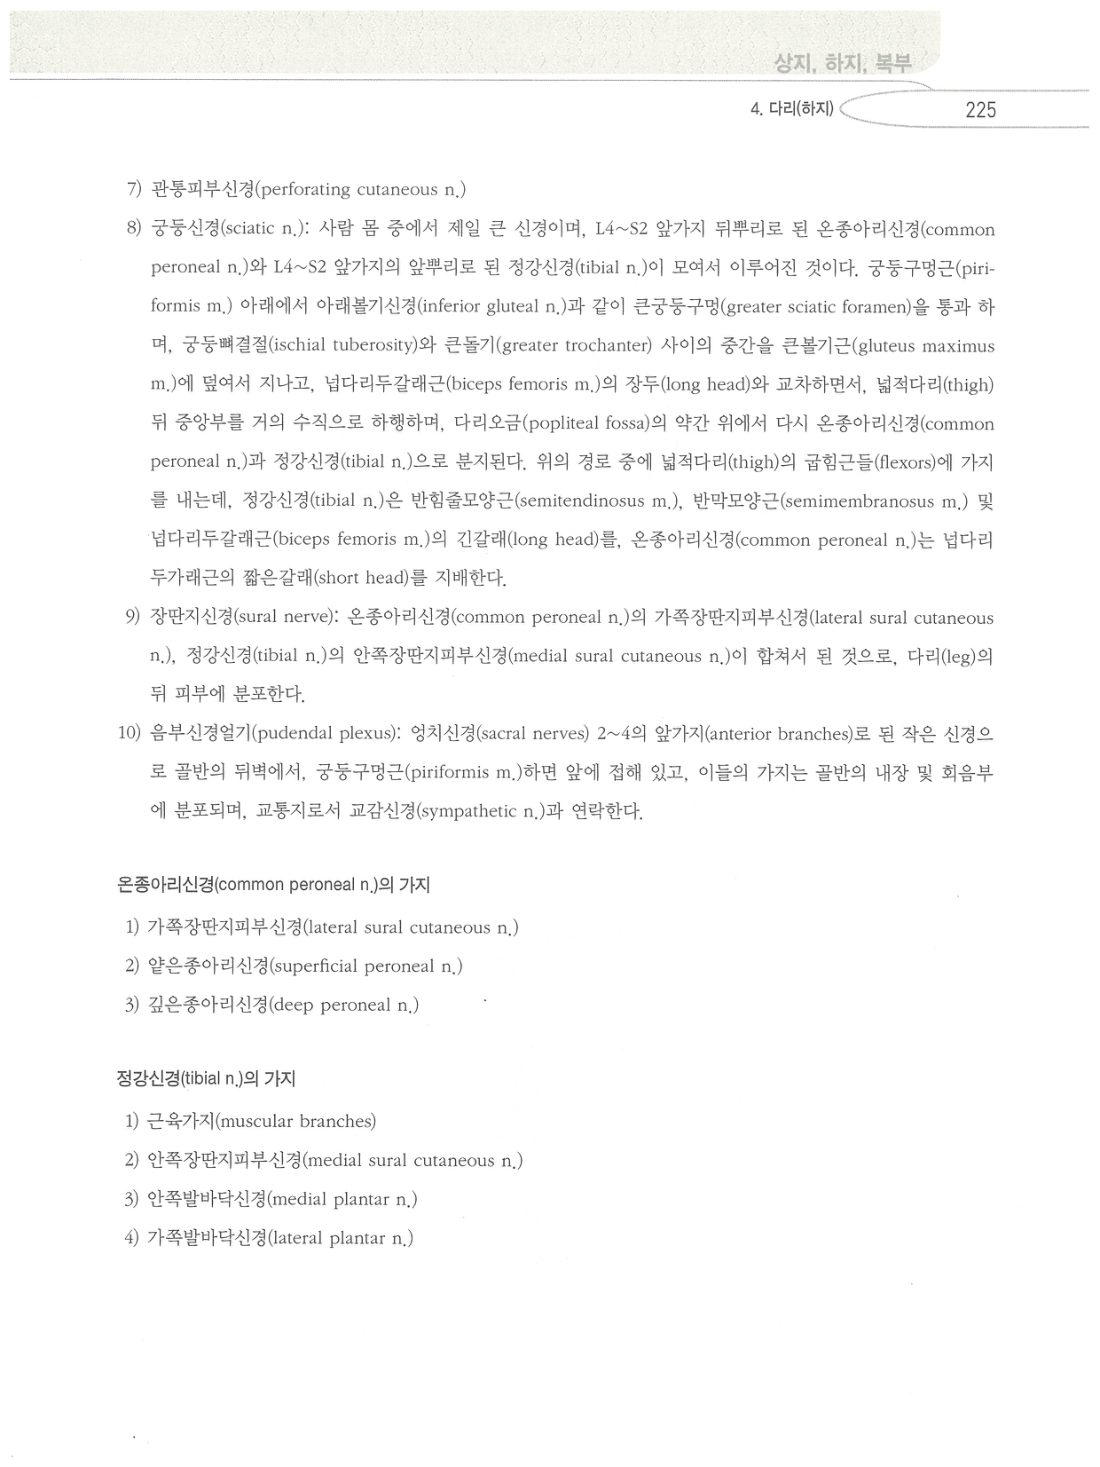 상지, 하지, 복부
4. 다리(하지)
225
7) 관통피부신경(perforating cutaneous n.)
8) 궁둥신경(sciatic n.): 사람 몸 중에서 제일 큰 신경이며, L4~S2 앞가지 뒤뿌리로 된 온종아리신경(common
peroneal n.)와 L4~S2 앞가지의 앞뿌리로 된 정강신경(tibial n.)이 모여서 이루어진 것이다. 궁둥구멍근(piri-
formis m.) 아래에서 아래볼기신경(inferior gluteal n.)과 같이 큰궁둥구멍(greater sciatic foramen)을 통과 하
며, 궁둥뼈결절(ischial tuberosity)와 큰돌기(greater trochanter) 사이의 중간을 큰볼기근(gluteus maximus
m.)에 덮여서 지나고, 넙다리두갈래근(biceps femoris m.)의 장두(long head)와 교차하면서, 넓적다리(thigh)
뒤 중앙부를 거의 수직으로 하행하며, 다리오금(popliteal fossa)의 약간 위에서 다시 온종아리신경(common
peroneal n.)과 정강신경(tibial n.)으로 분지된다. 위의 경로 중에 넓적다리(thigh)의 굽힘근들(flexors)에 가지
를 내는데, 정강신경(tibial n.)은 반힘줄모양근(semitendinosus m.), 반막모양근(semimembranosus m.) 및
넙다리두갈래근(biceps femoris m.)의 긴갈래(long head)를, 온종아리신경(common peroneal n.)는 넙다리
두가래근의 짧은갈래(short head)를 지배한다.
9) 장딴지신경(sural nerve): 온종아리신경(common peroneal n.)의 가쪽장딴지피부신경(lateral sural cutaneous
n.), 정강신경(tibial n.)의 안쪽장딴지피부신경(medial sural cutaneous n.)이 합쳐서 된 것으로, 다리(leg)의
뒤 피부에 분포한다.
10) 음부신경얼기(pudendal plexus): 엉치신경(sacral nerves) 2~4의 앞가지(anterior branches)로 된 작은 신경으
로 골반의 뒤벽에서, 궁둥구멍근(piriformis m.)하면 앞에 접해 있고, 이들의 가지는 골반의 내장 및 회음부
에 분포되며, 교통지로서 교감신경(sympathetic n.)과 연락한다.
온종아리신경(common peroneal n.)의 가지
1) 가쪽장딴지피부신경(lateral sural cutaneous n.)
2) 얕은종아리신경(superficial peroneal n.)
3) 깊은종아리신경(deep peroneal n.)
정강신경(tibial n.)의 가지
1) 근육가지(muscular branches)
2) 안쪽장딴지피부신경(medial sural cutaneous n.)
3) 안쪽발바닥신경(medial plantar n.)
4) 가쪽발바닥신경(lateral plantar n.)